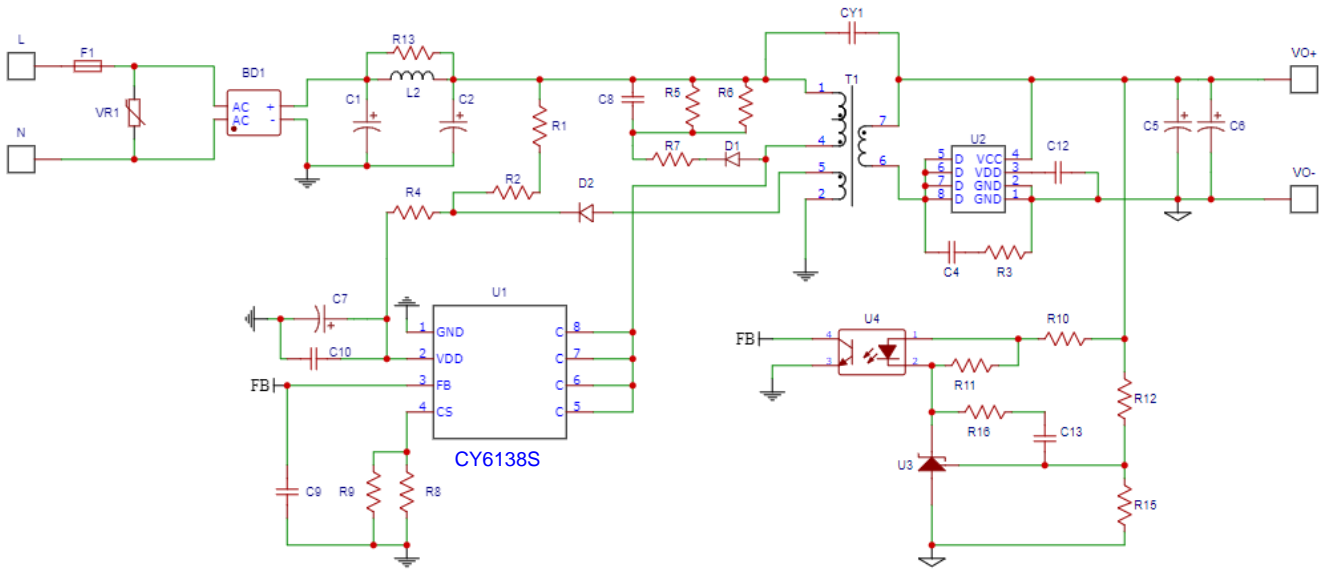 CY1
L
F1
R13
BD1
VR1
AC +
AC -
L2
C1
C2
R1
C8
R5
R6
T1
1
7
VO+
C5
C6
N
R4
R2
D2
R7
D1
4
5
2
6
U2
5 D VCC 4
6 D VDD 3
7 D GND 2
8 D GND 1
C12
VO-
C4
R3
C7
C10
U1
1 GND C 8
2 VDD C 7
FB 3 FB C 6
4 CS C 5
CY6138S
C9
R9
R8
U4
FB 4 1
3 2
R10
R11
R12
R16
C13
U3
R15